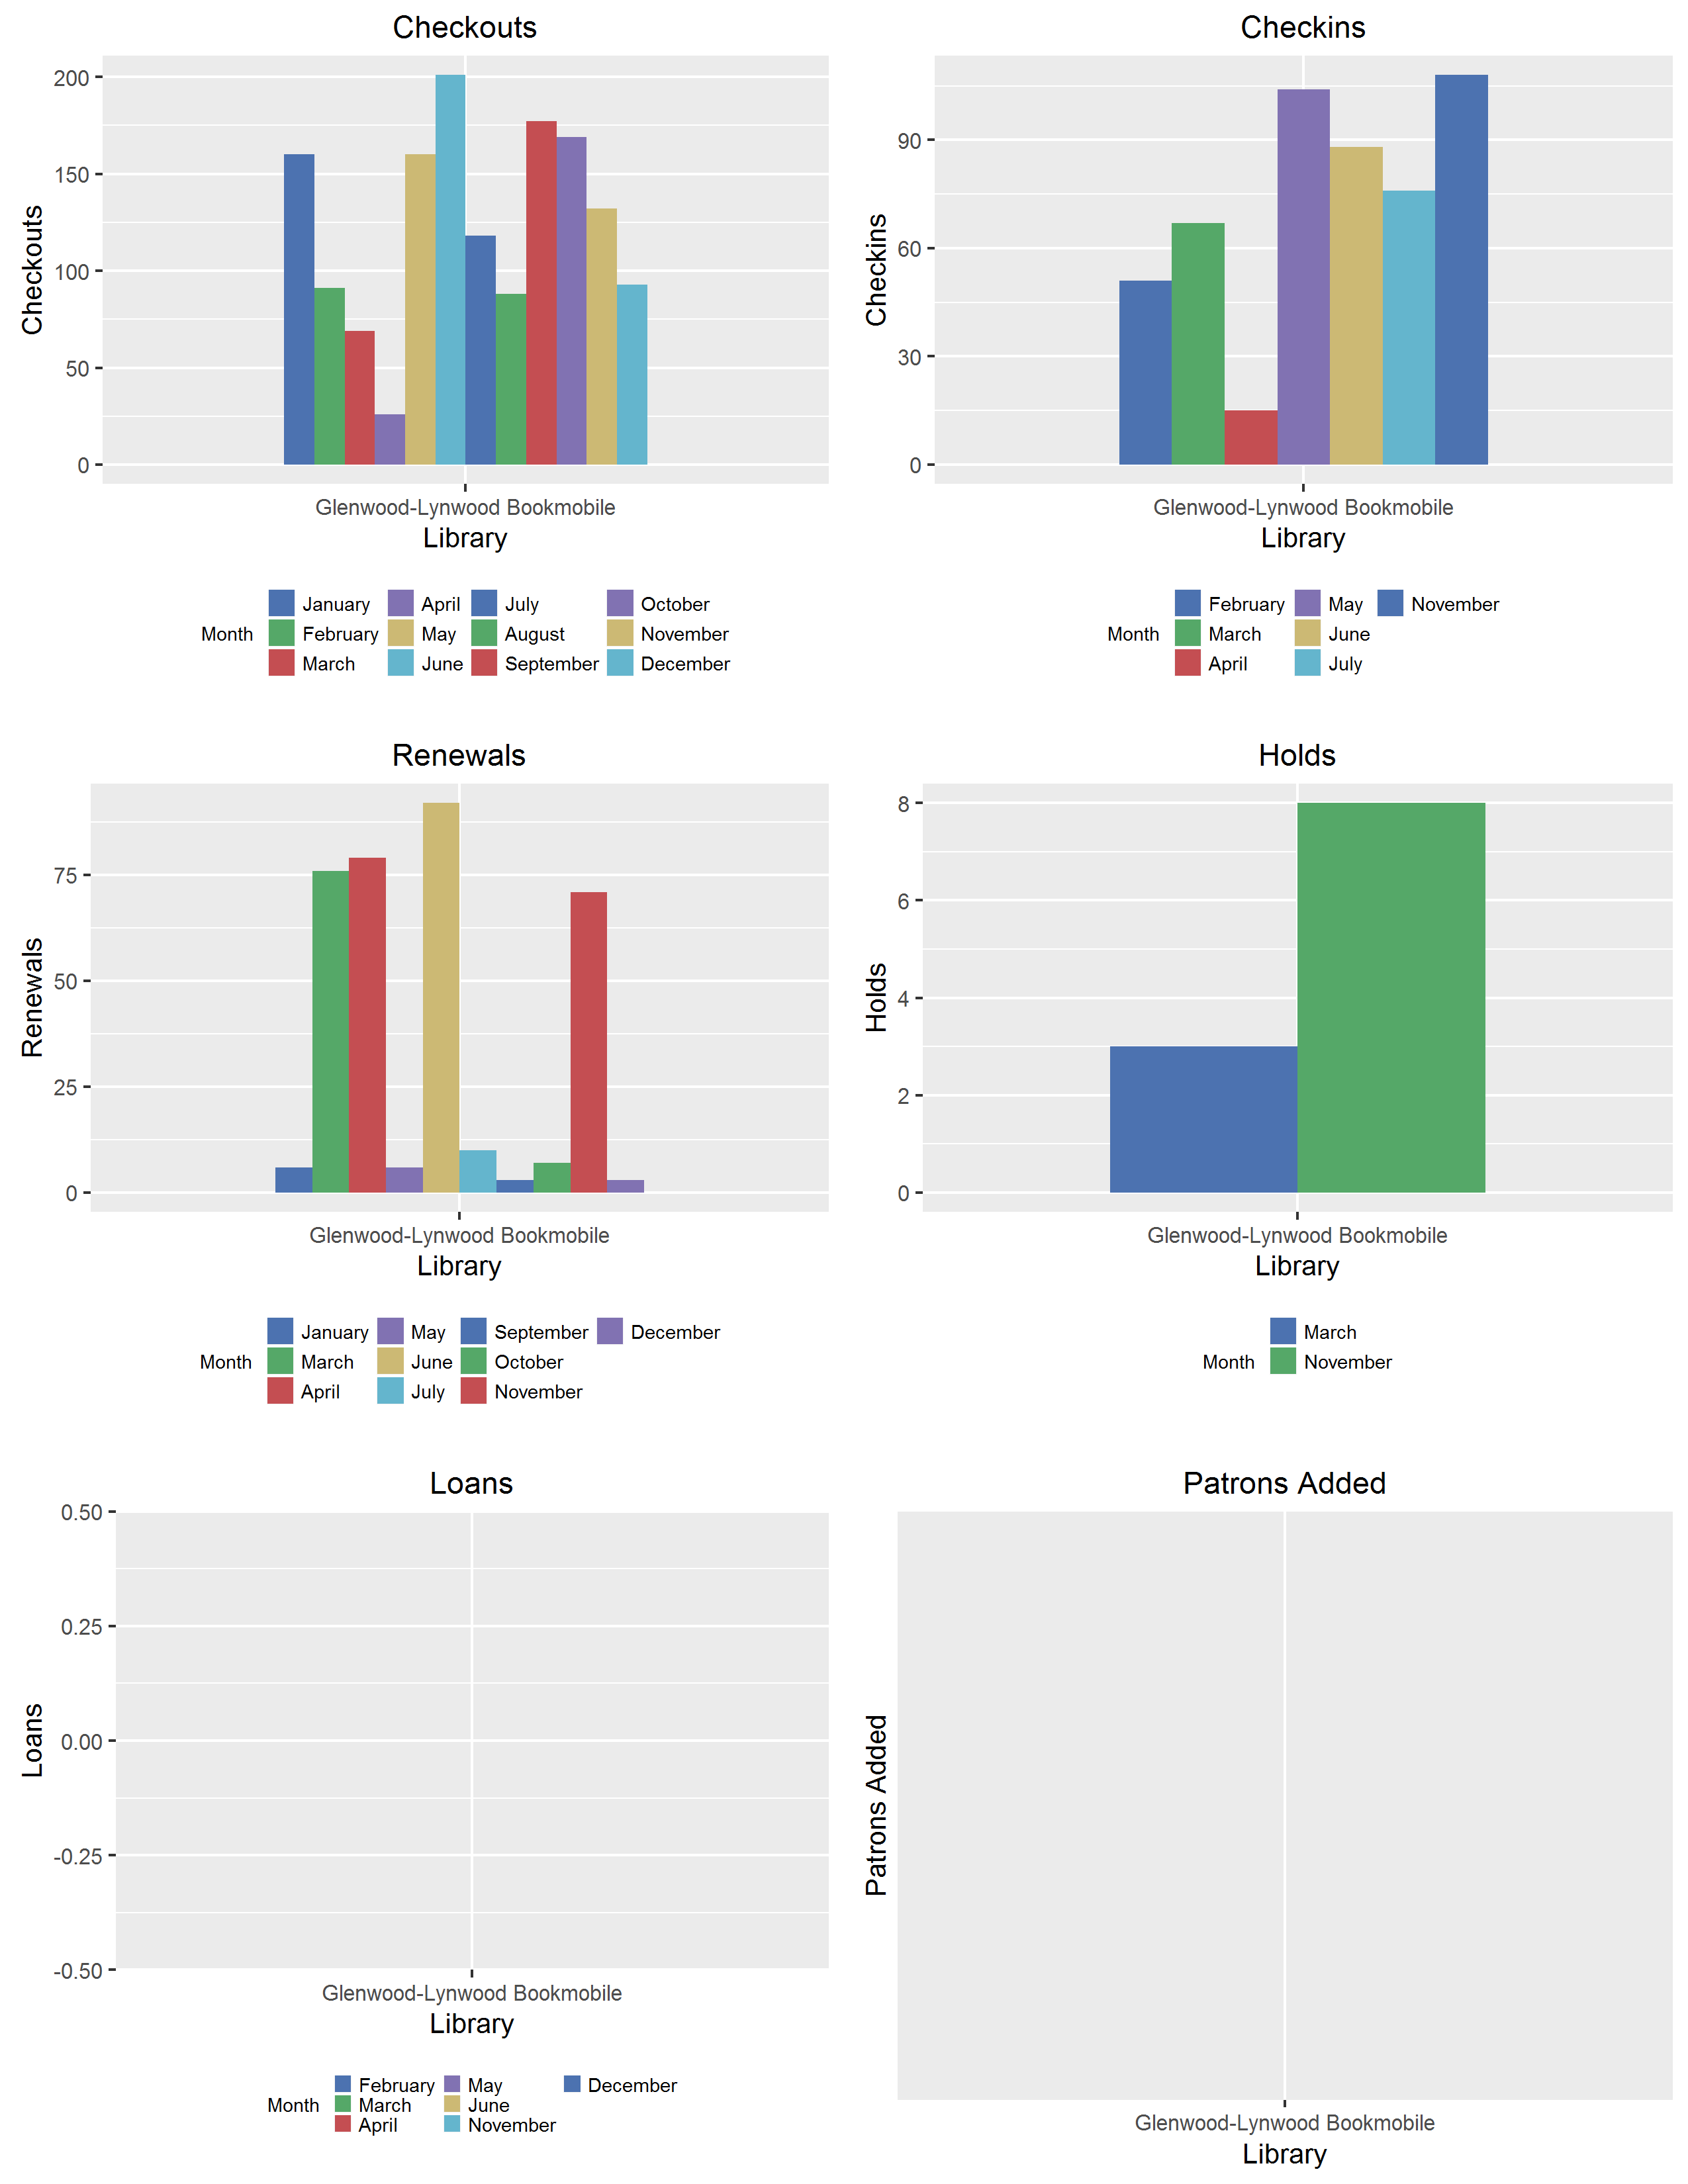 Checkouts
Checkouts
200
150
100
50
0
Glenwood-Lynwood Bookmobile
Library
Month
January
February
March
April
May
June
July
August
September
October
November
December
Checkins
Checkins
90
60
30
0
Glenwood-Lynwood Bookmobile
Library
Month
February
March
April
May
June
July
November
Renewals
Renewals
75
50
25
0
Glenwood-Lynwood Bookmobile
Library
Month
January
March
April
May
June
July
September
October
November
December
Holds
Holds
8
6
4
2
0
Glenwood-Lynwood Bookmobile
Library
Month
March
November
Loans
Loans
0.50
0.25
0.00
-0.25
-0.50
Glenwood-Lynwood Bookmobile
Library
Month
February
March
April
May
June
November
December
Patrons Added
Patrons Added
Glenwood-Lynwood Bookmobile
Library